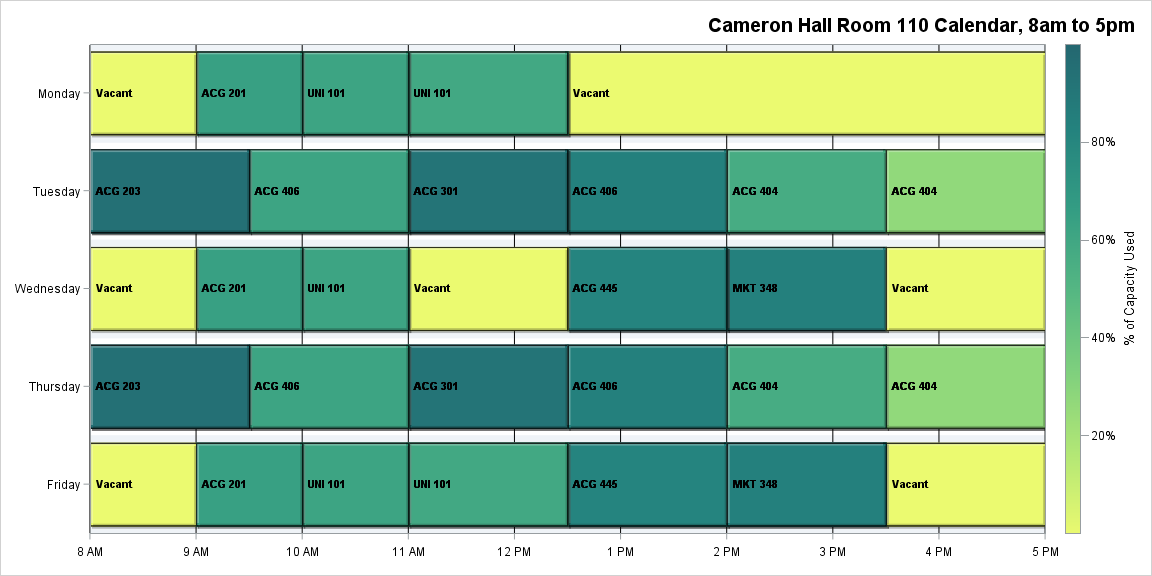 Cameron Hall Room 110 Calendar, 8am to 5pm
Monday
Vacant
ACG 201
UNI 101
UNI 101
Vacant
Tuesday
ACG 203
ACG 406
ACG 301
ACG 406
ACG 404
ACG 404
Wednesday
Vacant
ACG 201
UNI 101
Vacant
ACG 445
MKT 348
Vacant
Thursday
ACG 203
ACG 406
ACG 301
ACG 406
ACG 404
ACG 404
Friday
Vacant
ACG 201
UNI 101
UNI 101
ACG 445
MKT 348
Vacant
8 AM
9 AM
10 AM
11 AM
12 PM
1 PM
2 PM
3 PM
4 PM
5 PM
80%
60%
40%
20%
% of Capacity Used